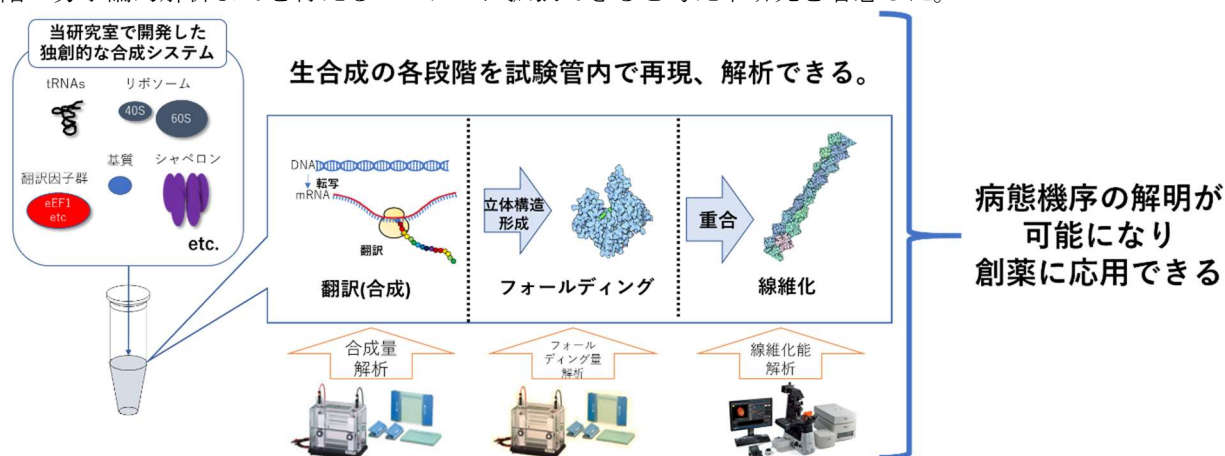 当研究室で開発した
独創的な合成システム
tRNAs
リボソーム
40S
60S
基質
シャペロン
翻訳因子群
eEF1
etc
etc.
生合成の各段階を試験管内で再現、解析できる。
DNA
転写
mRNA
翻訳
翻訳(合成)
立体構造
形成
フォールディング
重合
線維化
合成量
解析
フォール
ディング量
解析
線維化能
解析
病態機序の解明が
可能になり
創薬に応用できる